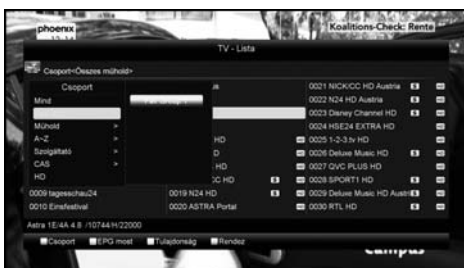 phoenix
Koalitions-Check: Rente
TV - Lista
Csoport<Összes műhold>
Csoport
Mind
Műhold >
A~Z >
Szolgáltató >
CAS >
HD
0009 tagesschau24
0010 Einsfestival
HD
HD
0019 N24 HD
0020 ASTRA Portal
0021 NICK/CC HD Austria $
0022 N24 HD Austria $
0023 Disney Channel HD $
0024 HSE24 EXTRA HD
0025 1-2-3.tv HD
0026 Deluxe Music HD $
0027 QVC PLUS HD
0028 SPORT1 HD $
0029 Deluxe Music HD Austri $
0030 RTL HD $
Astra 1E/4A 4.8 /10744/H/22000
Csoport EPG most Tulajdonság Rendez
Campus